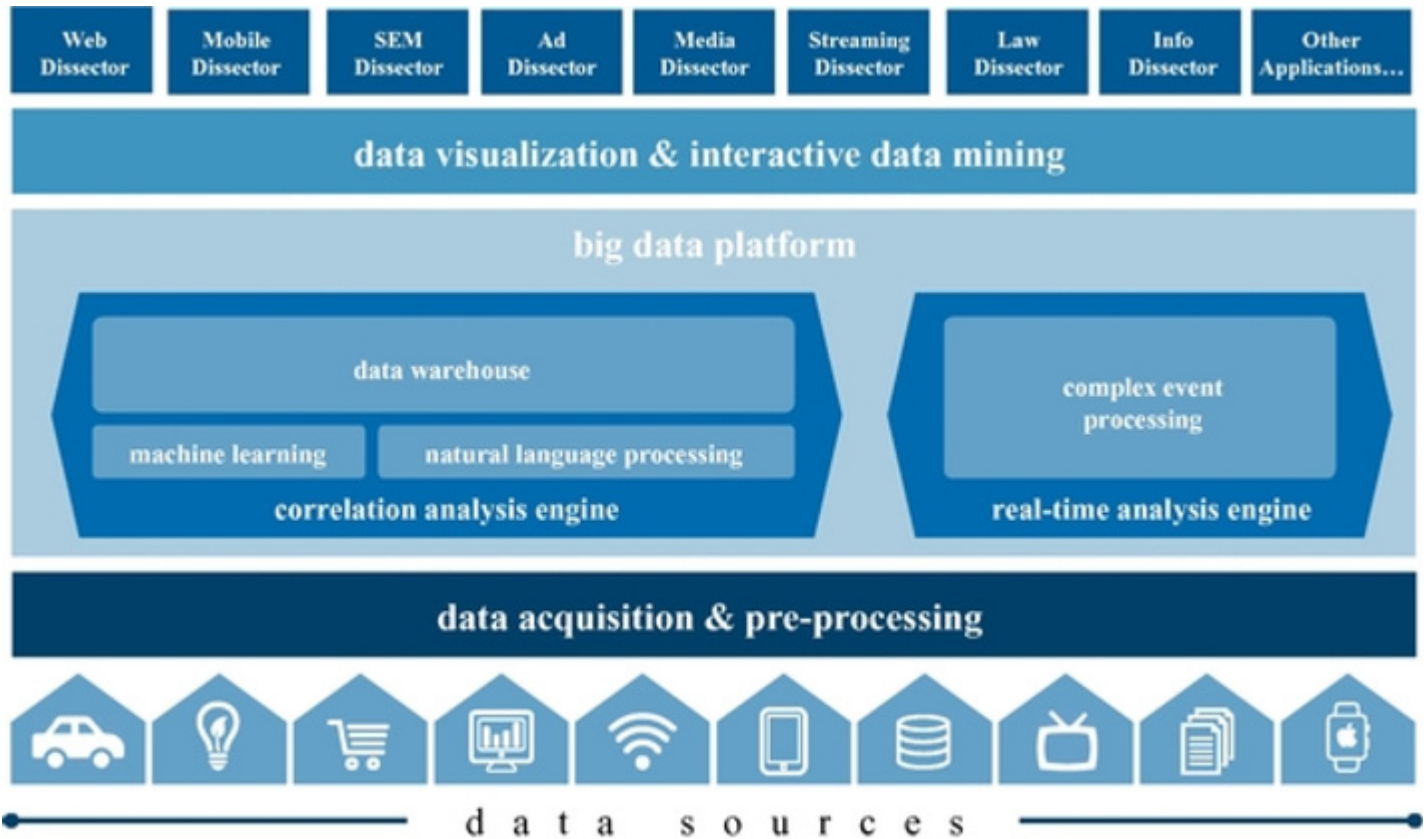 Web
Dissector
Mobile
Dissector
SEM
Dissector
Ad
Dissector
Media
Dissector
Streaming
Dissector
Law
Dissector
Info
Dissector
Other
Applications...
data visualization & interactive data mining
big data platform
data warehouse
machine learning
natural language processing
correlation analysis engine
complex event
processing
real-time analysis engine
data acquisition & pre-processing
data sources